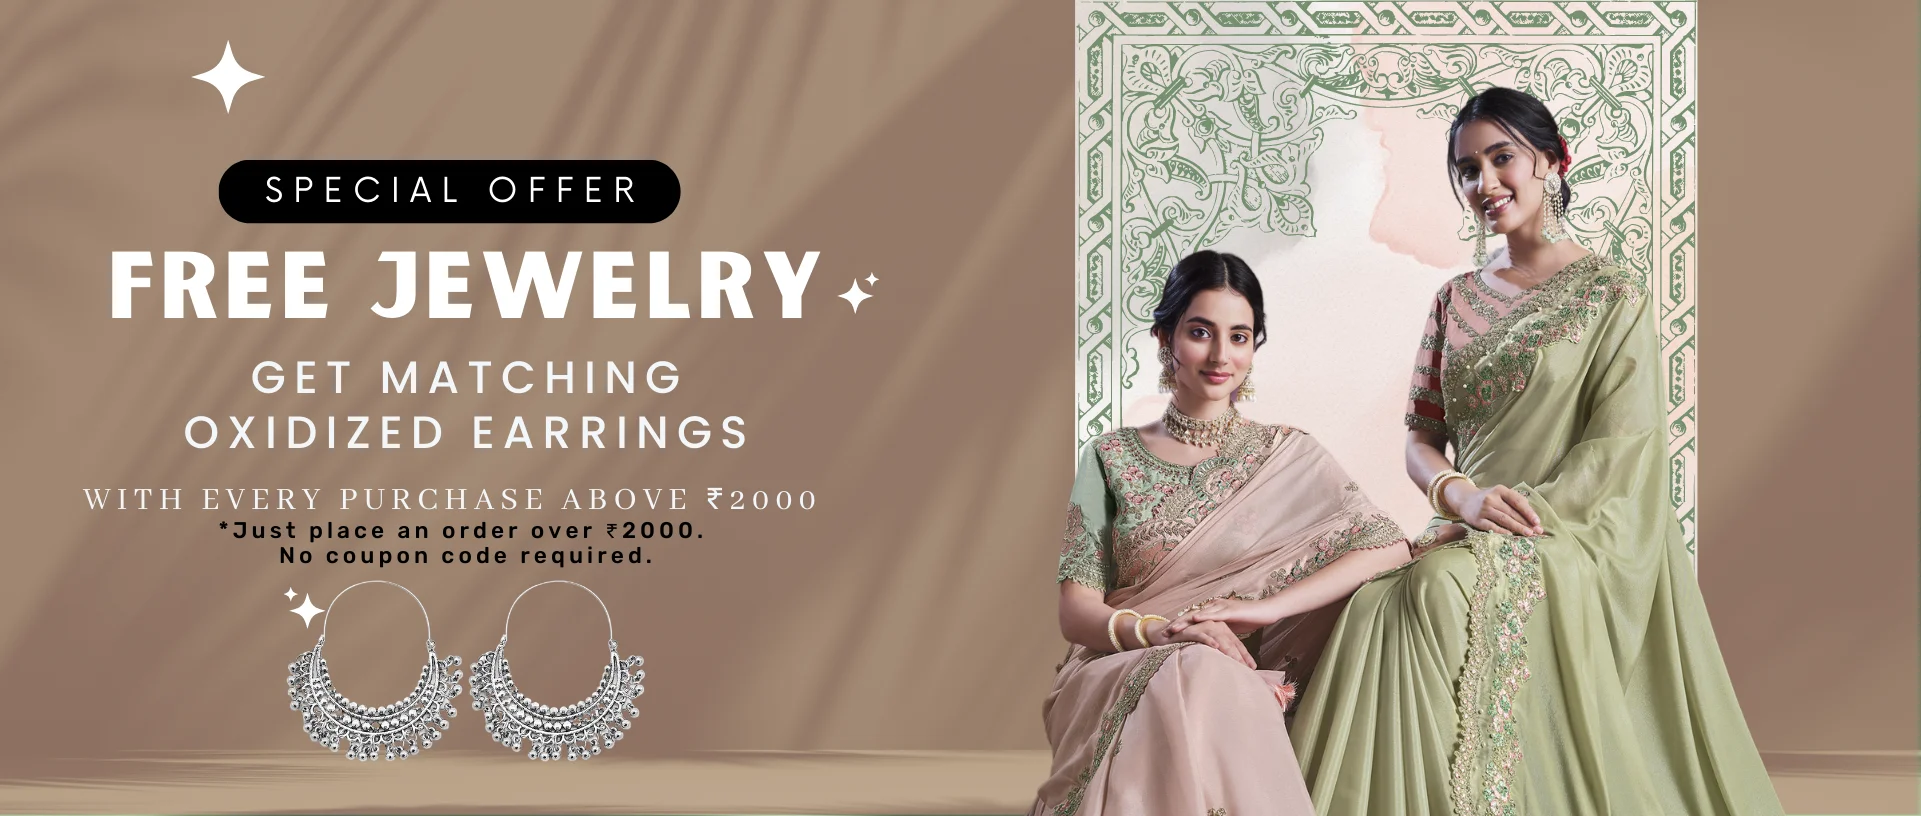 SPECIAL OFFER
FREE JEWELRY
GET MATCHING
OXIDIZED EARRINGS
WITH EVERY PURCHASE ABOVE ₹2000
*Just place an order over ₹2000.
No coupon code required.